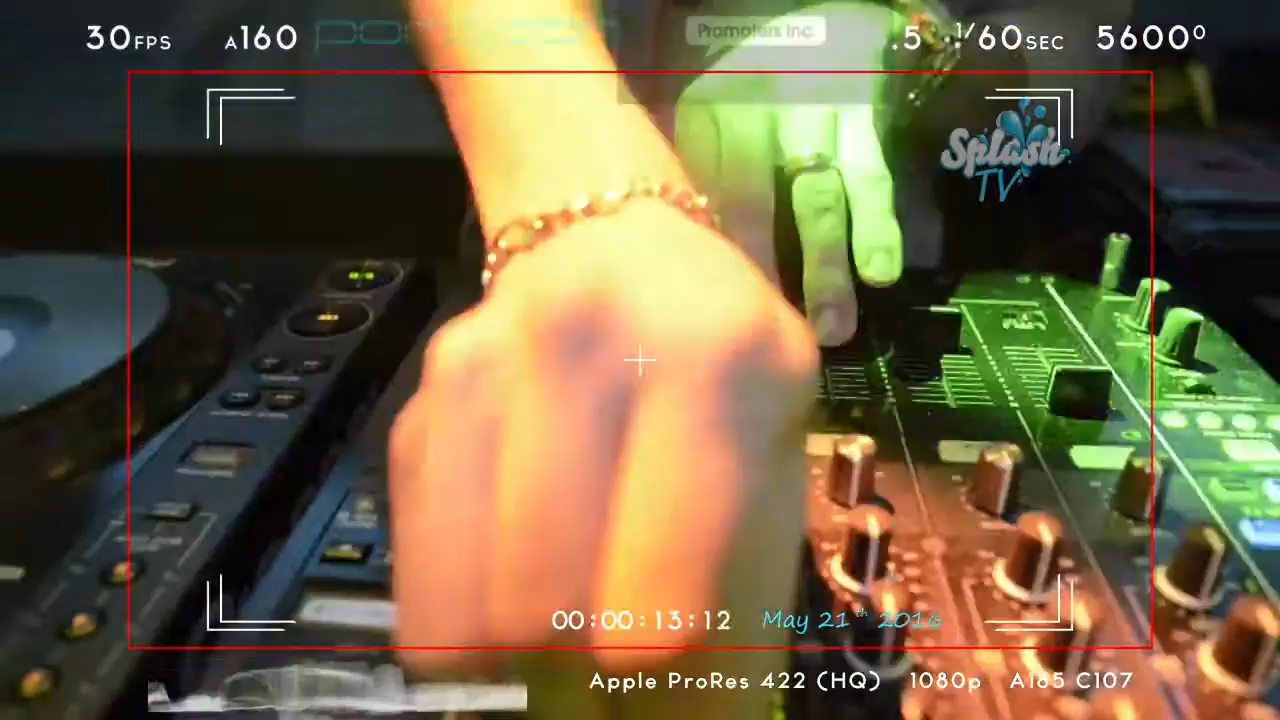 30FPS A160 .5 1/60SEC 5600º
Promoters Inc.
Splash
TV
00:00:13:12 May 21th 2016
Apple ProRes 422 (HQ) 1080p A165 C107